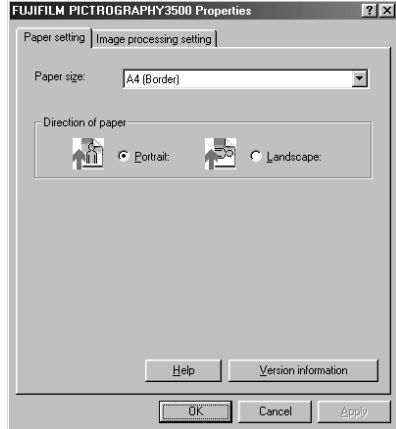 FUJIFILM PICTROGRAPHY3500 Properties
Paper setting Image processing setting
Paper size: A4 (Border)
Direction of paper
Portrait: Landscape:
Help Version information
OK Cancel Apply